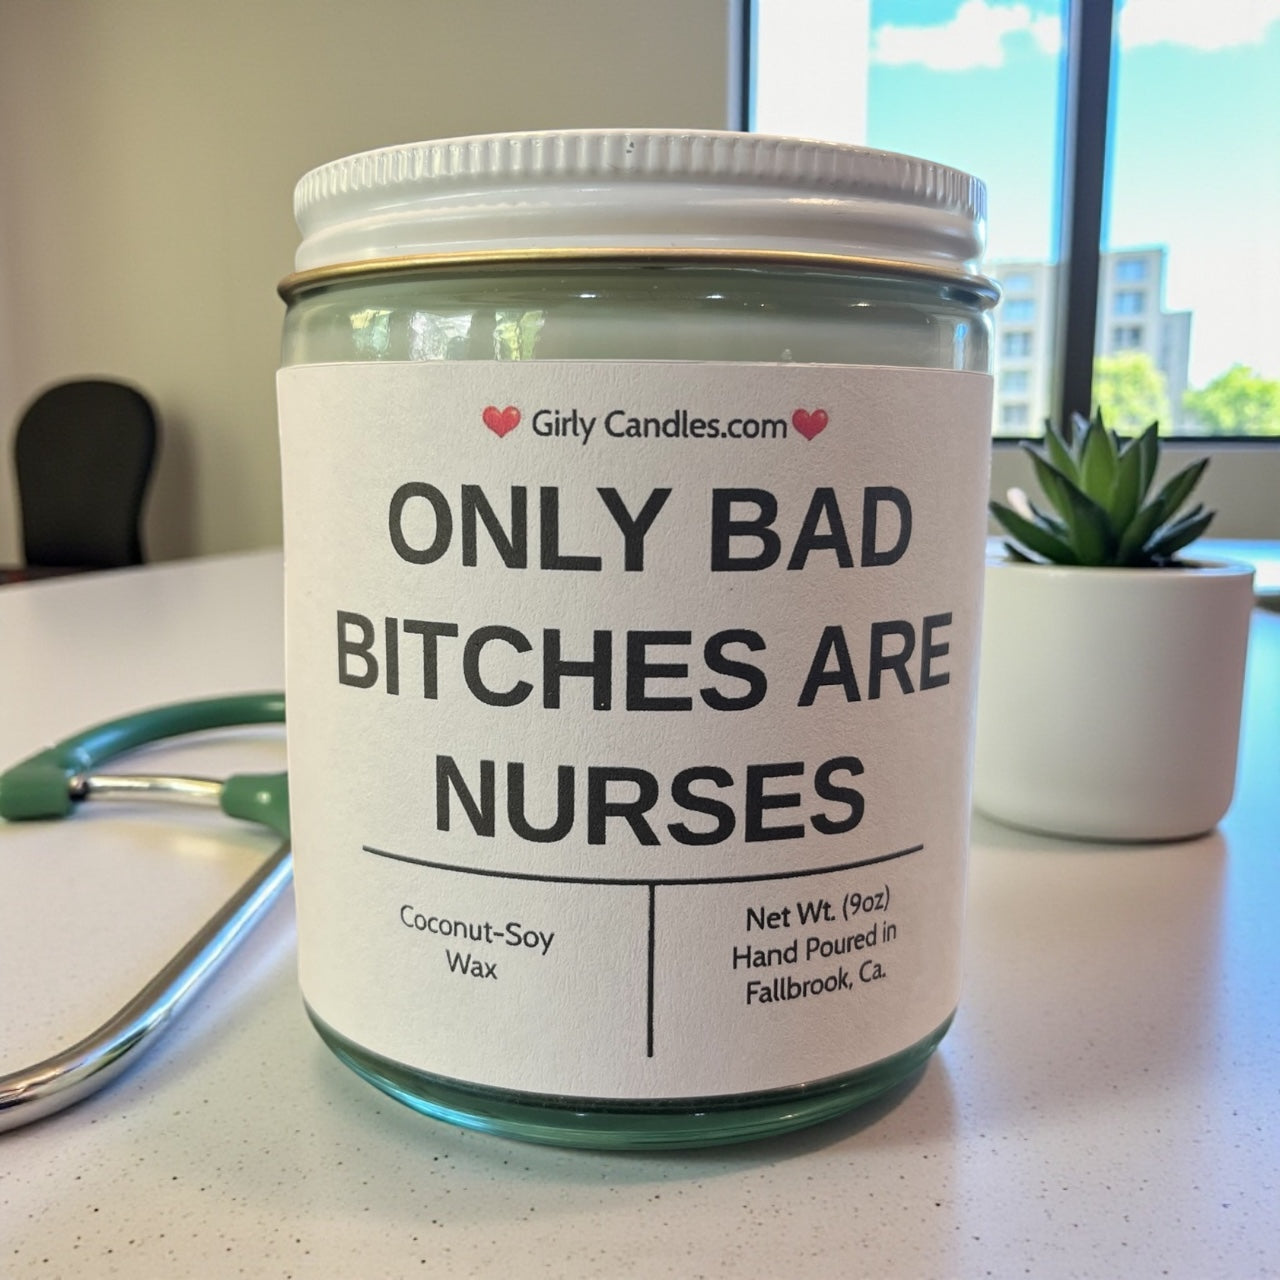 ❤️ Girly Candles.com ❤️
ONLY BAD
BITCHES ARE
NURSES
Coconut-Soy
Wax
Net Wt. (9oz)
Hand Poured in
Fallbrook, Ca.